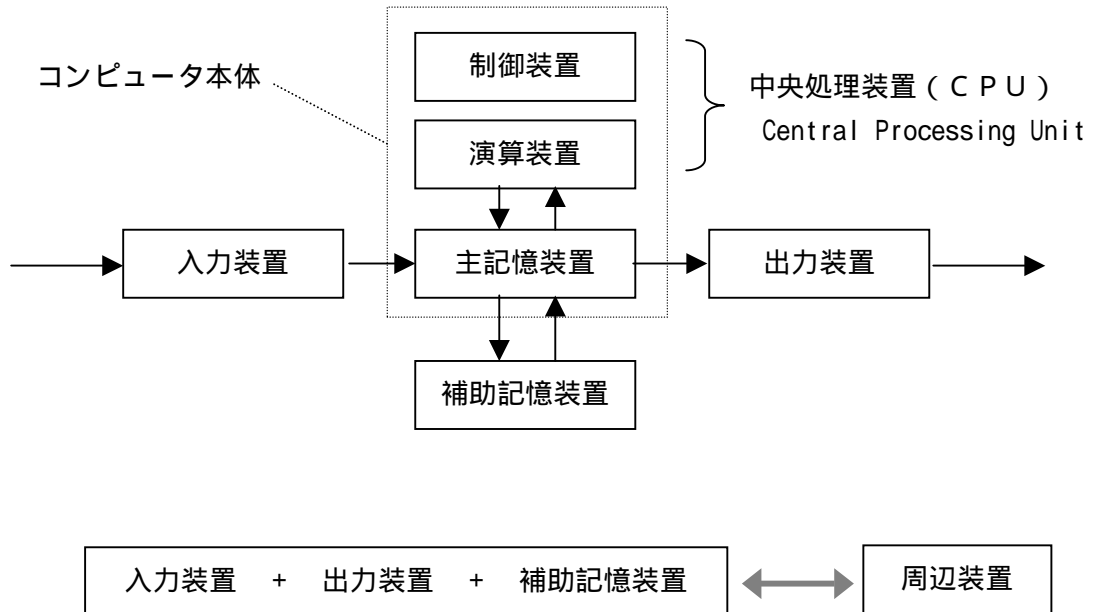 制御装置
コンピュータ本体
中央処理装置（ＣＰＵ）
Central Processing Unit
演算装置
入力装置
主記憶装置
出力装置
補助記憶装置
入力装置 + 出力装置 + 補助記憶装置
周辺装置